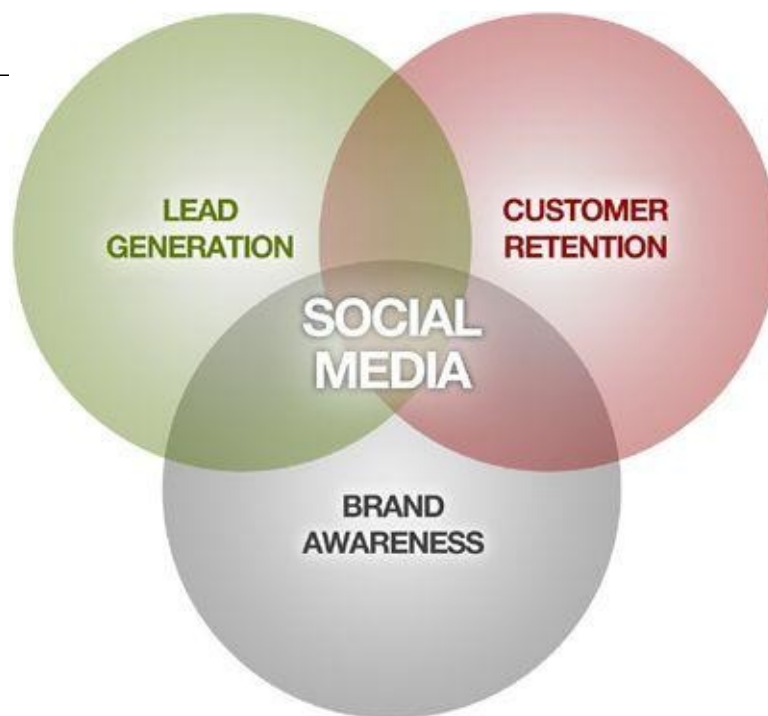 LEAD
GENERATION
CUSTOMER
RETENTION
SOCIAL
MEDIA
BRAND
AWARENESS